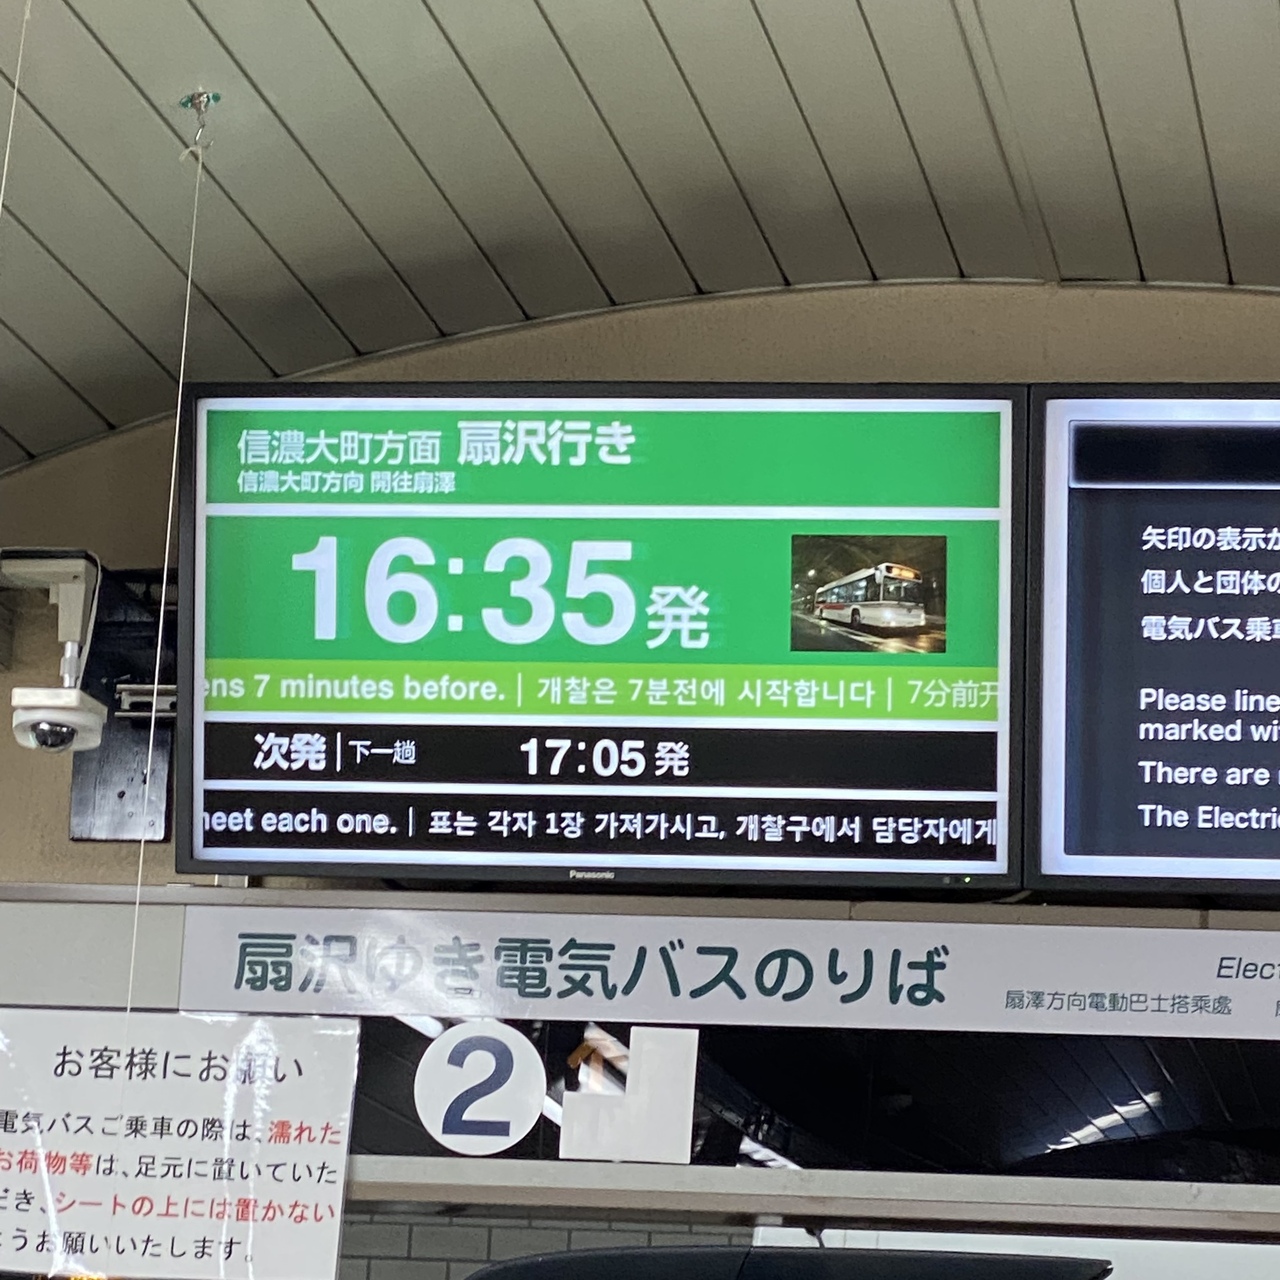 信濃大町方面 扇沢行き
信濃大町方向 開往扇澤
16:35発
7 minutes before. | 개찰은 7분전에 시작합니다 | 7分前开
次発 | 下一趟 17:05発
each one. | 표는 각자 1장 가져가시고, 개찰구에서 담당자에게
Panasonic
矢印の表示が
個人と団体の
電気バス乗車
Please line
marked
There are
The Electri
扇沢ゆき電気バスのりば
Elect
扇澤方向電動巴士搭乘處
2
お客様にお願い
電気バスご乗車の際は、濡れた
お荷物等は、足元に置いていた
だき、シートの上には置かない
ようお願いいたします。